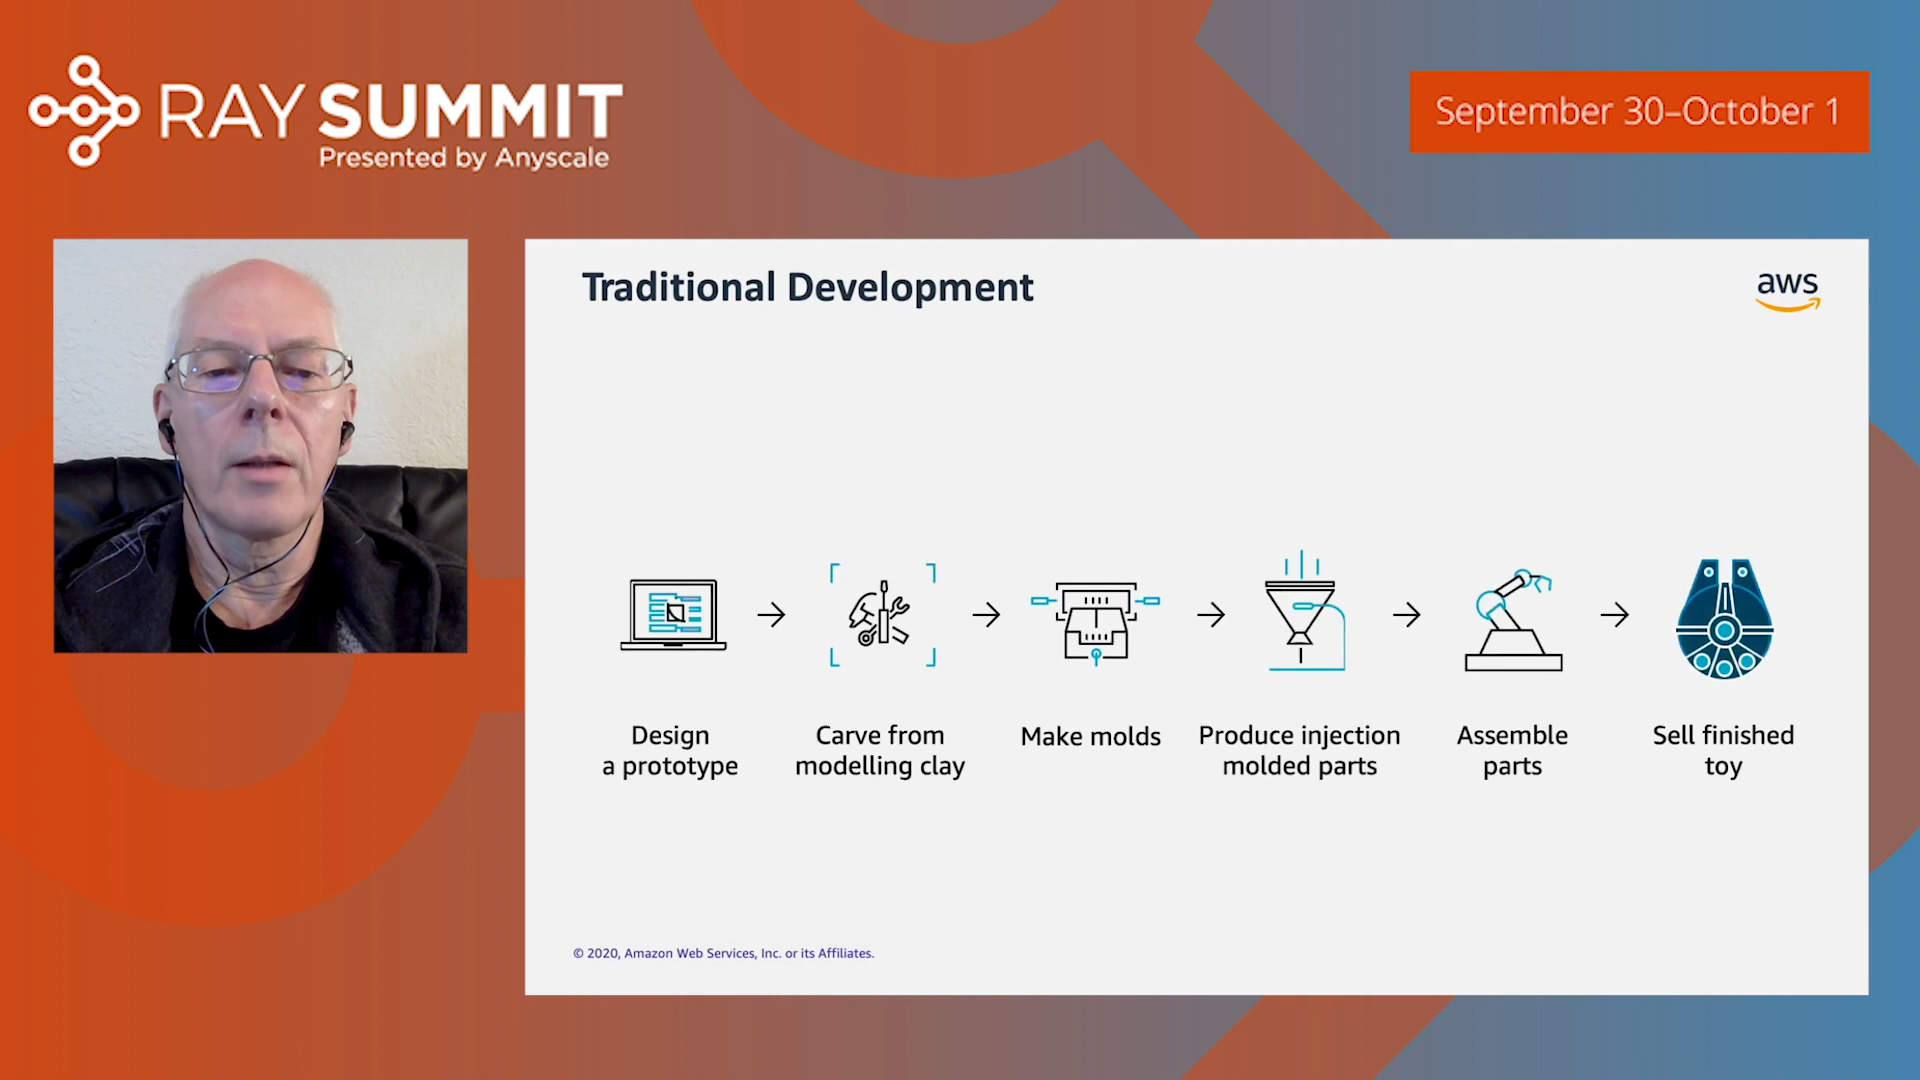 RAY SUMMIT
Presented by Anyscale
September 30–October 1
Traditional Development
aws
Design
a prototype
Carve from
modelling clay
Make molds
Produce injection
molded parts
Assemble
parts
Sell finished
toy
© 2020, Amazon Web Services, Inc. or its Affiliates.